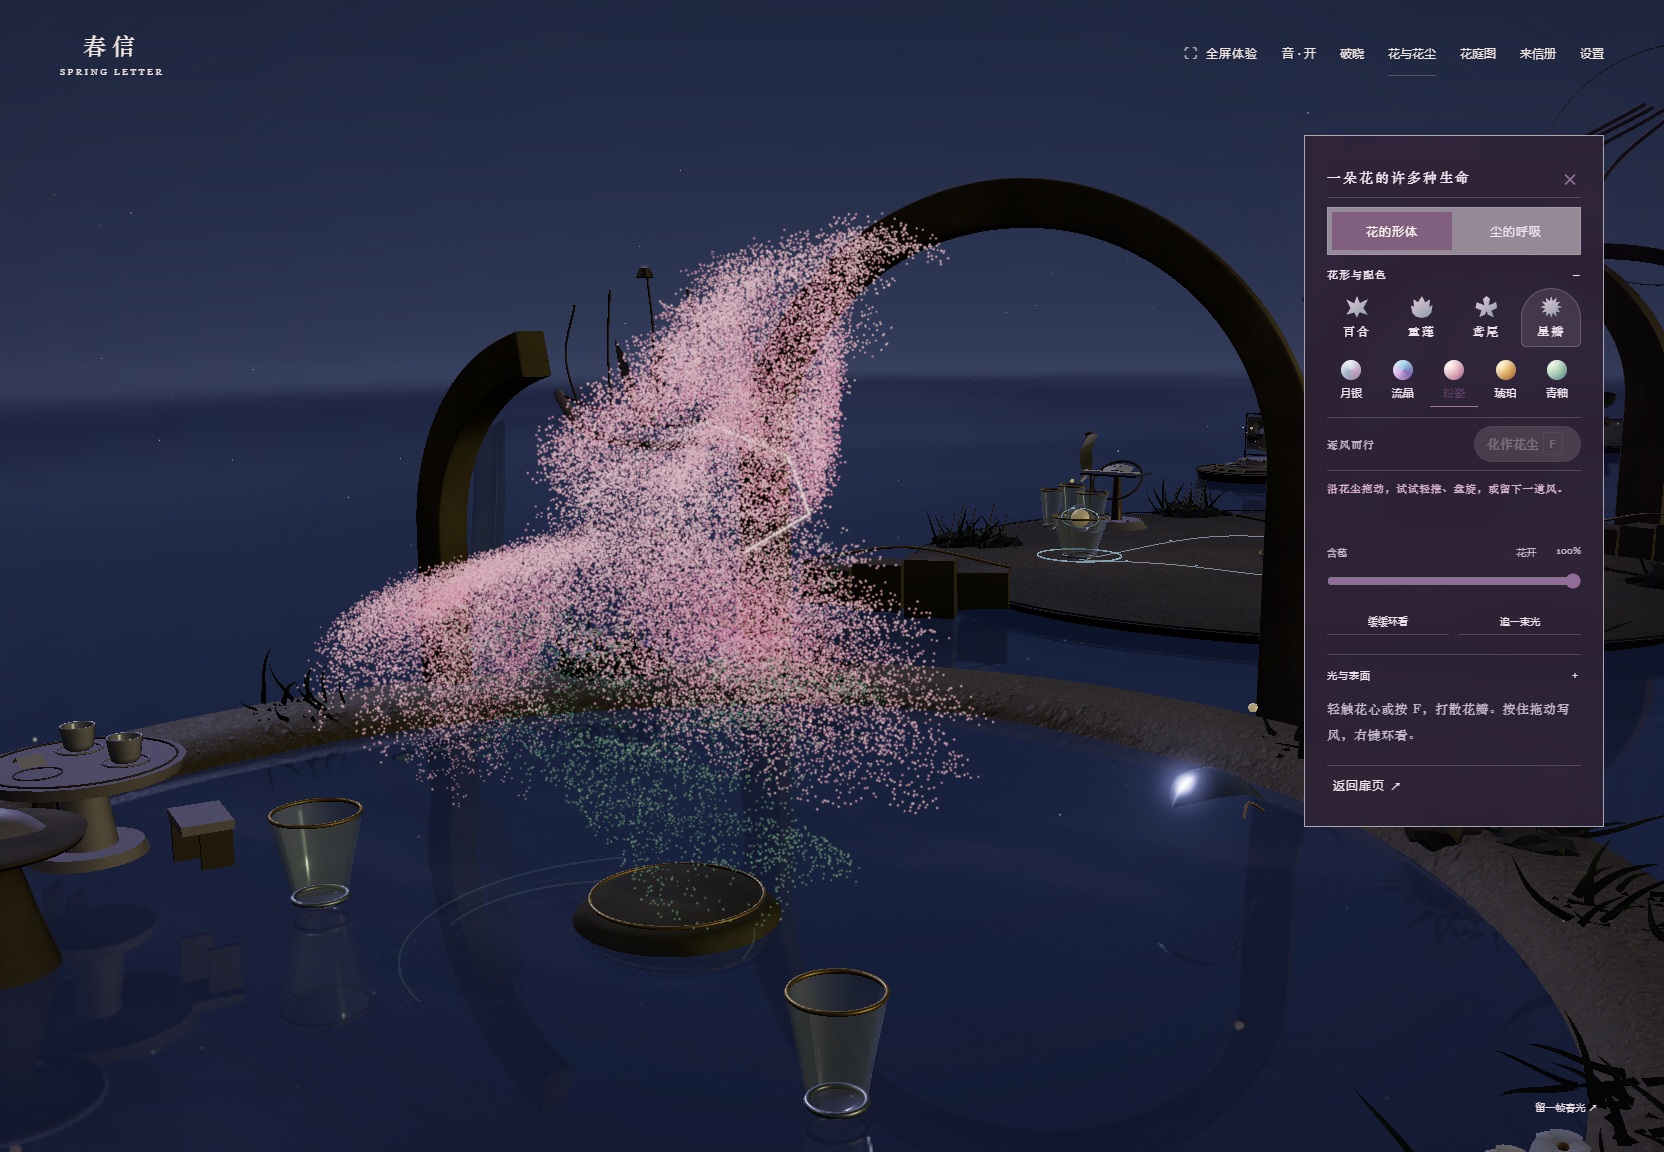 春信
SPRING LETTER
全屏体验 音·开 破晓 花与花尘 花庭图 来信册 设置
一朵花的许多种生命
花的形体 尘的呼吸
花形与配色
百合 重莲 鸢尾 星瓣
月银 流晶 粉瓷 琥珀 青釉
逐风而行 化作花尘 F
沿花尘拖动，试试轻推、盘旋，或留下一道风。
含苞 花开 100%
缓缓环看 追一束光
光与表面 +
轻触花心或按 F，打散花瓣。按住拖动写
风，右键环看。
返回扉页 ↗
留一帧春光 ↗